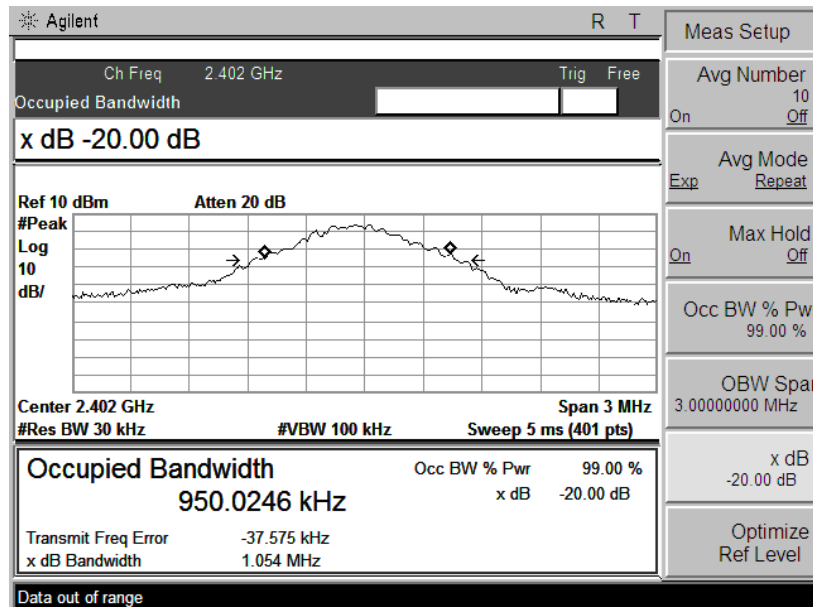 Agilent R T
Ch Freq 2.402 GHz Trig Free
Occupied Bandwidth
x dB -20.00 dB
Ref 10 dBm Atten 20 dB
#Peak
Log
10
dB/
Center 2.402 GHz Span 3 MHz
#Res BW 30 kHz #VBW 100 kHz Sweep 5 ms (401 pts)
Occupied Bandwidth Occ BW % Pwr 99.00 %
950.0246 kHz x dB -20.00 dB
Transmit Freq Error -37.575 kHz
x dB Bandwidth 1.054 MHz
Data out of range
Meas Setup
Avg Number
10
On Off
Avg Mode
Exp Repeat
Max Hold
On Off
Occ BW % Pw
99.00 %
OBW Spa
3.00000000 MHz
x dB
-20.00 dB
Optimize
Ref Level